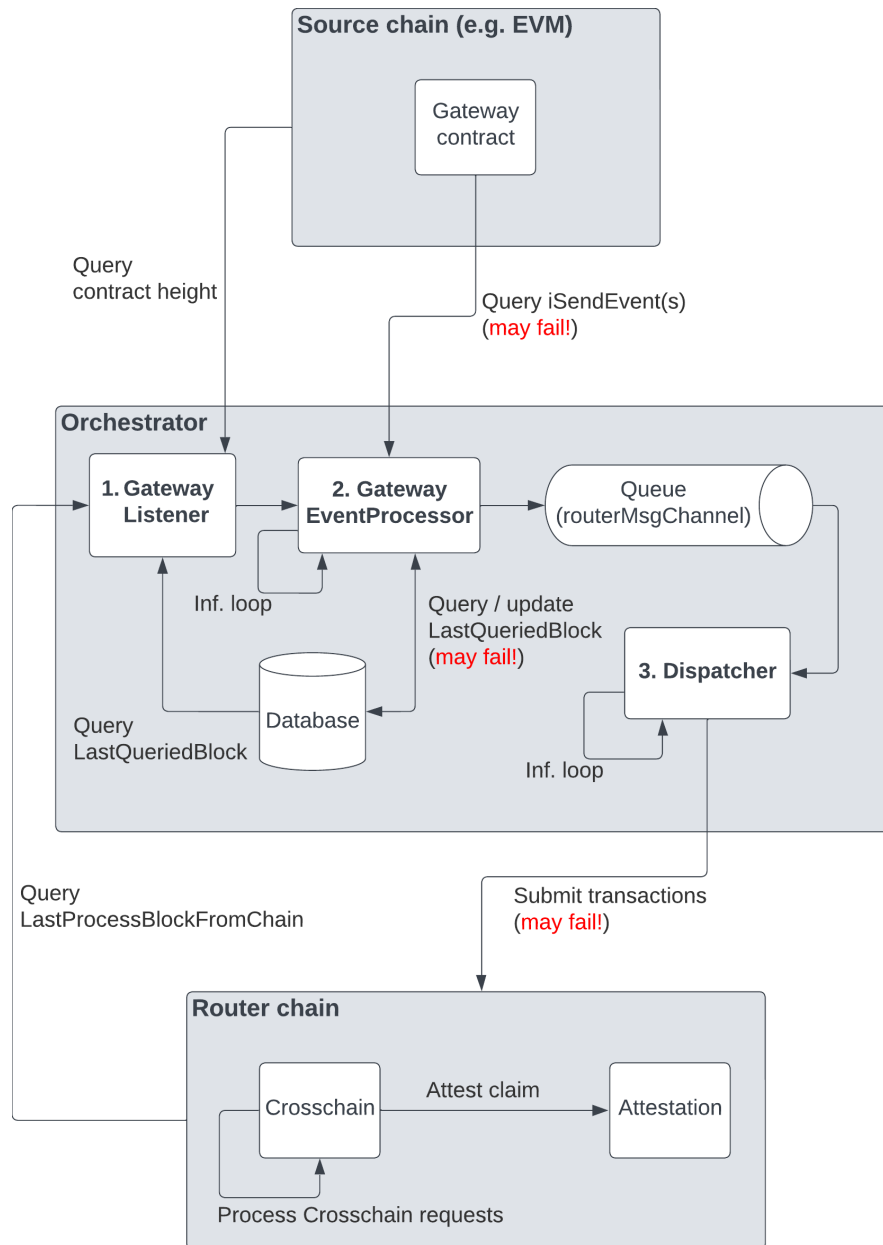 Source chain (e.g. EVM)
Gateway
contract
Query
contract height
Query iSendEvent(s)
(may fail!)
Orchestrator
1. Gateway
Listener
2. Gateway
EventProcessor
Queue
(routerMsgChannel)
Inf. loop
Query / update
LastQueriedBlock
(may fail!)
3. Dispatcher
Database
Query
LastQueriedBlock
Inf. loop
Query
LastProcessBlockFromChain
Submit transactions
(may fail!)
Router chain
Crosschain
Attest claim
Attestation
Process Crosschain requests